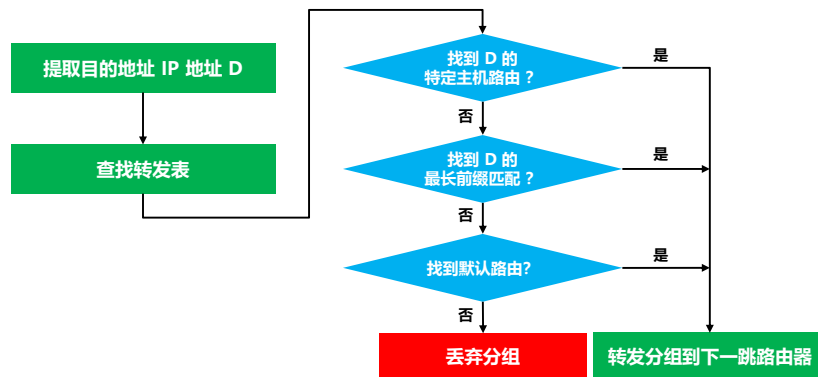 提取目的地址 IP 地址 D
查找转发表
找到 D 的
特定主机路由？
是
否
找到 D 的
最长前缀匹配？
是
否
找到默认路由？
是
否
丢弃分组
转发分组到下一跳路由器